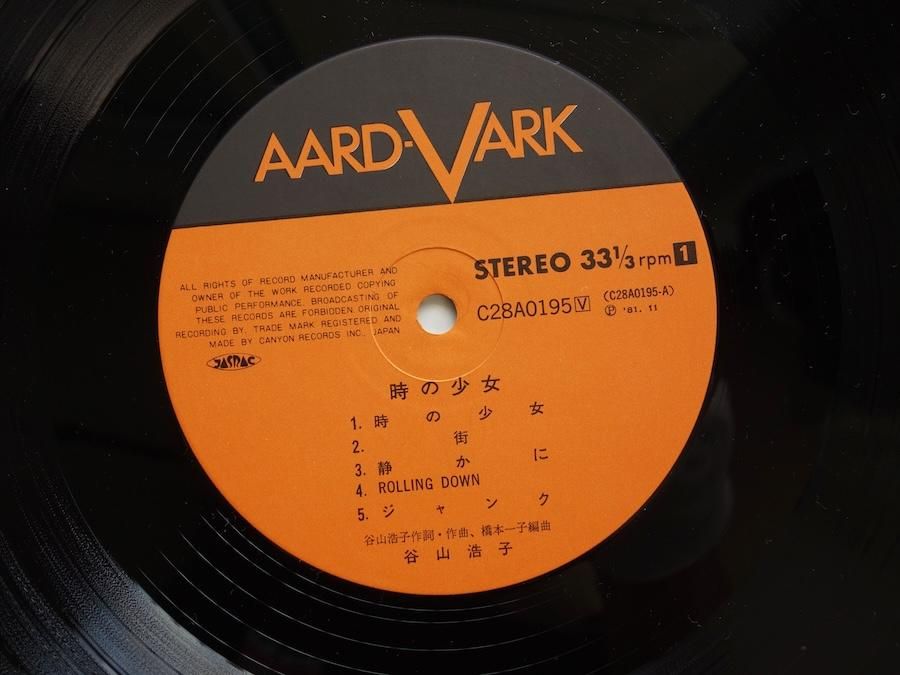 AARD-VARK
STEREO 33 1/3 rpm 1
C28A0195 V (C28A0195-A)
Ⓟ '81. 11
ALL RIGHTS OF RECORD MANUFACTURER AND
OWNER OF THE WORK RECORDED COPYING
PUBLIC PERFORMANCE. BROADCASTING OF
THESE RECORDS ARE FORBIDDEN. ORIGINAL
RECORDING BY. TRADE MARK REGISTERED AND
MADE BY CANYON RECORDS INC., JAPAN
JASRAC
時の少女
1. 時の少女
2. 街
3. 静かに
4. ROLLING DOWN
5. ジャンク
谷山浩子作詞・作曲、橋本一子編曲
谷山浩子